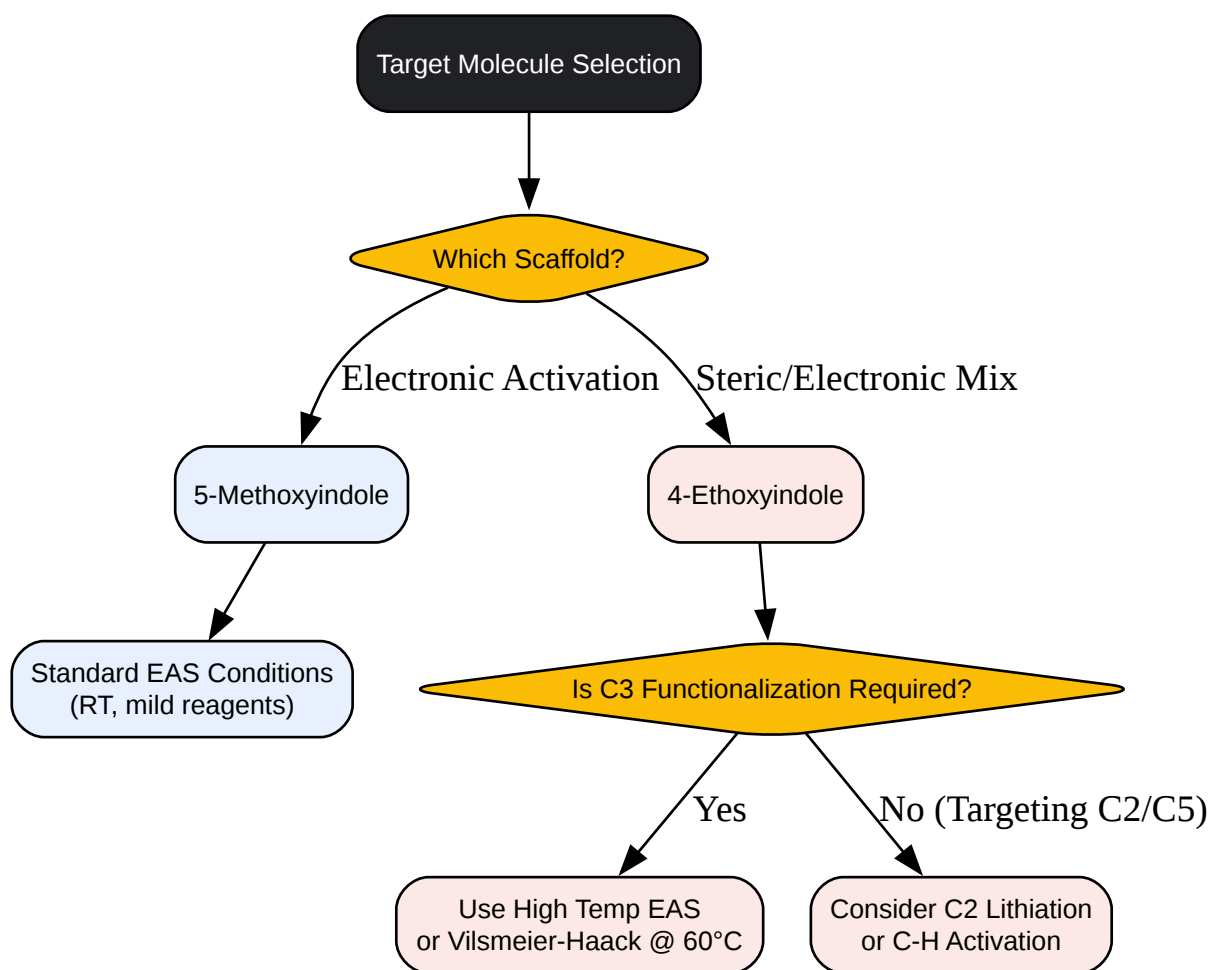 Target Molecule Selection
Which Scaffold?
Electronic Activation
Steric/Electronic Mix
5-Methoxyindole
4-Ethoxyindole
Standard EAS Conditions
(RT, mild reagents)
Is C3 Functionalization Required?
Yes
No (Targeting C2/C5)
Use High Temp EAS
or Vilsmeier-Haack @ 60°C
Consider C2 Lithiation
or C-H Activation